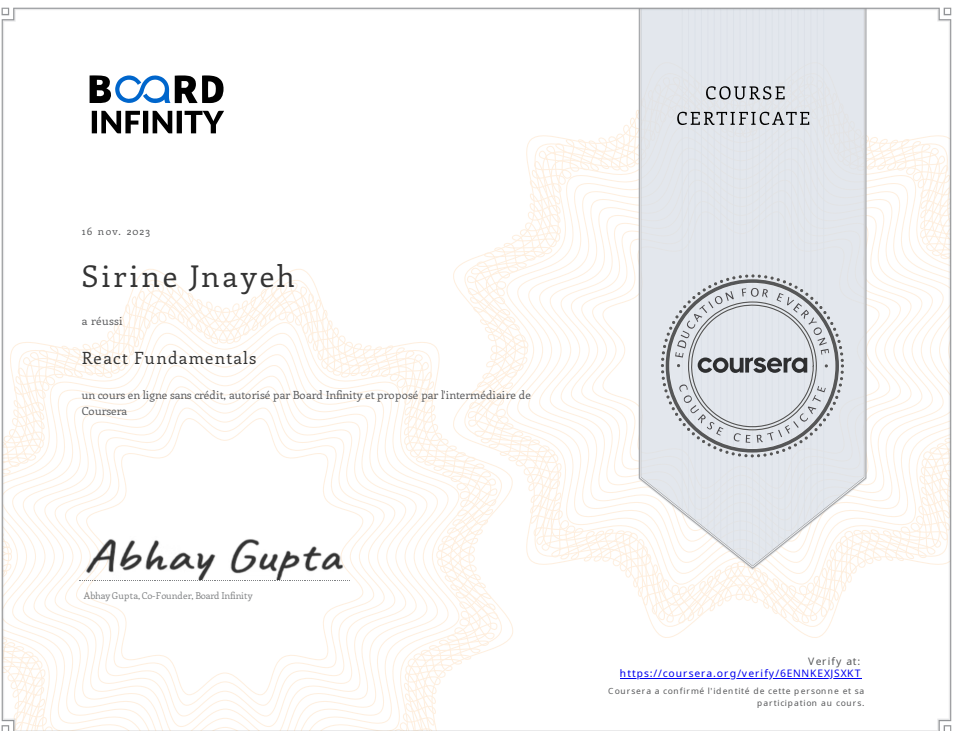 BOARD
INFINITY
COURSE
CERTIFICATE
16 nov. 2023
Sirine Jnayeh
a réussi
React Fundamentals
un cours en ligne sans crédit, autorisé par Board Infinity et proposé par l'intermédiaire de
Coursera
EDUCATION FOR EVERYONE
coursera
COURSE CERTIFICATE
Abhay Gupta
Abhay Gupta, Co-Founder, Board Infinity
Verify at:
https://coursera.org/verify/6ENNKEXJSXKT
Coursera a confirmé l'identité de cette personne et sa
participation au cours.